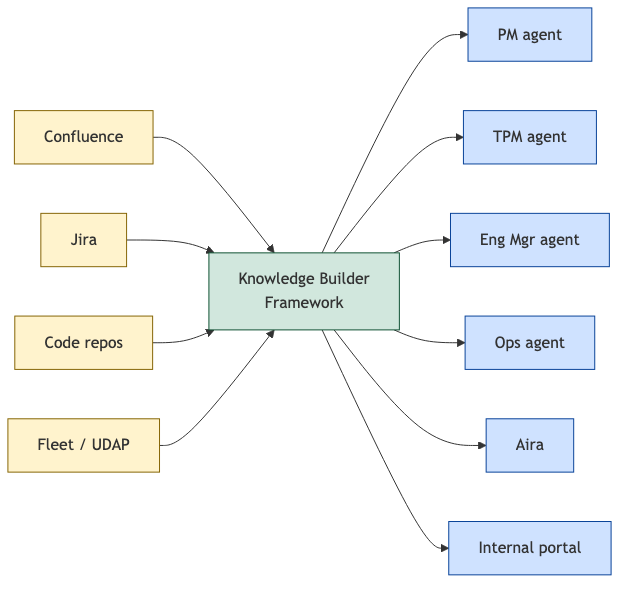 Confluence
Jira
Code repos
Fleet / UDAP
Knowledge Builder
Framework
PM agent
TPM agent
Eng Mgr agent
Ops agent
Aira
Internal portal